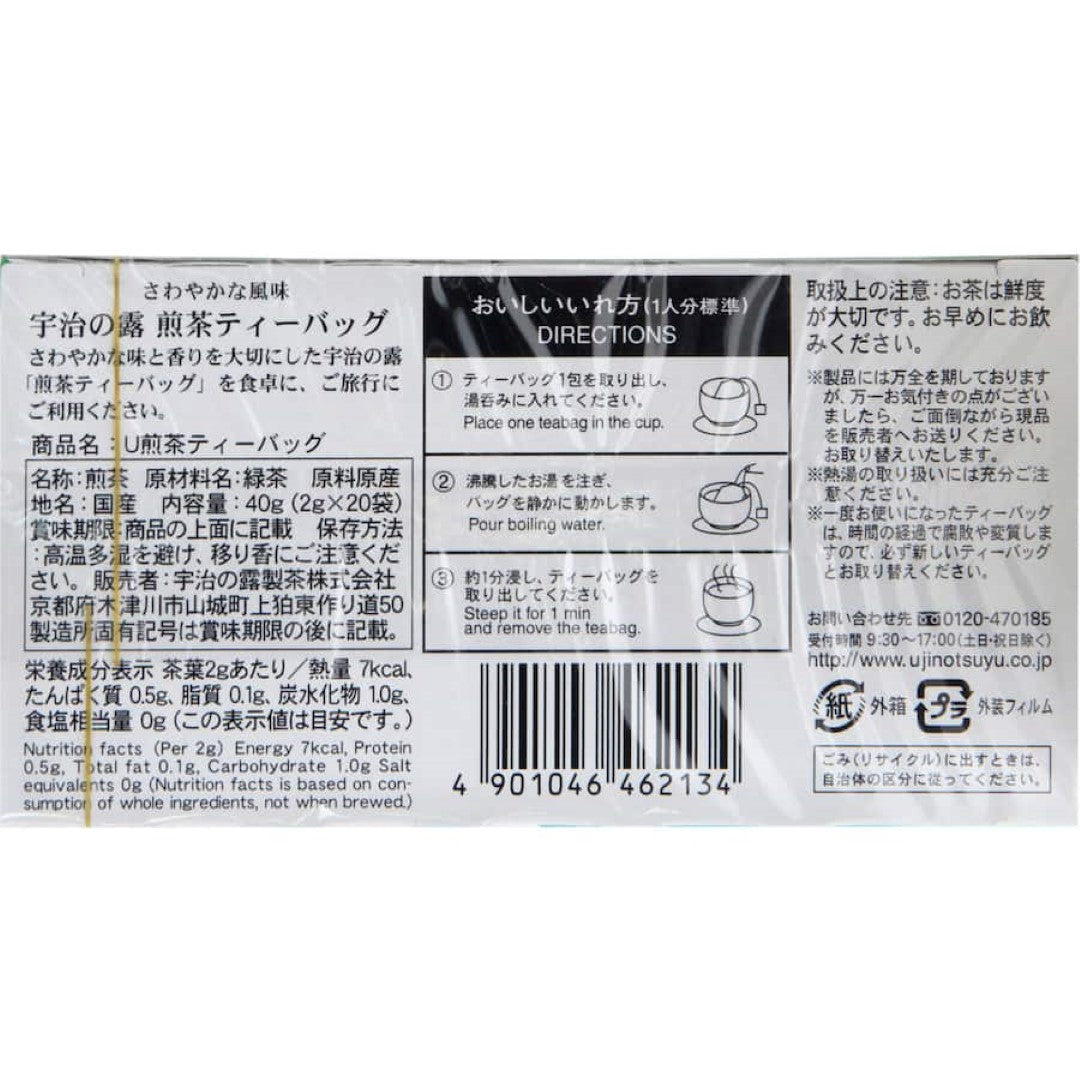 さわやかな風味
宇治の露 煎茶ティーバッグ
さわやかな味と香りを大切にした宇治の露
「煎茶ティーバッグ」を食卓に、ご旅行に
ご利用ください。
商品名：U煎茶ティーバッグ
名称:煎茶 原材料名:緑茶 原料原産
地名:国産 内容量:40g (2g×20袋)
賞味期限:商品の上面に記載 保存方法
:高温多湿を避け、移り香にご注意くだ
さい。 販売者:宇治の露製茶株式会社
京都府木津川市山城町上狛東作り道50
製造所固有記号は賞味期限の後に記載。
栄養成分表示 茶葉2gあたり／熱量 7kcal、
たんぱく質 0.5g、脂質 0.1g、炭水化物 1.0g、
食塩相当量 0g (この表示値は目安です。)
Nutrition facts (Per 2g) Energy 7kcal, Protein
0.5g, Total fat 0.1g, Carbohydrate 1.0g Salt
equivalents 0g (Nutrition facts is based on con-
sumption of whole ingredients, not when brewed.)
おいしいいれ方(1人分標準)
DIRECTIONS
① ティーバッグ1包を取り出し、
湯呑みに入れてください。
Place one teabag in the cup.
② 沸騰したお湯を注ぎ、
バッグを静かに動かします。
Pour boiling water.
③ 約1分浸し、ティーバッグを
取り出してください。
Steep it for 1 min
and remove the teabag.
4 901046 462134
取扱上の注意:お茶は鮮度
が大切です。お早めにお飲
みください。
※製品には万全を期しております
が、万一お気付きの点がござい
ましたら、ご面倒ながら現品
を販売者へお送りください。
お取り替えいたします。
※熱湯の取り扱いには充分ご注
意ください。
※一度お使いになったティーバッグ
は、時間の経過で腐敗や変質しま
すので、必ず新しいティーバッグ
とお取り替えください。
お問い合わせ先 0120-470185
受付時間 9:30〜17:00(土日・祝日除く)
http://www.ujinotsuyu.co.jp
紙 外箱 プラ 外装フィルム
ごみ(リサイクル)に出すときは、
自治体の区分に従ってください。